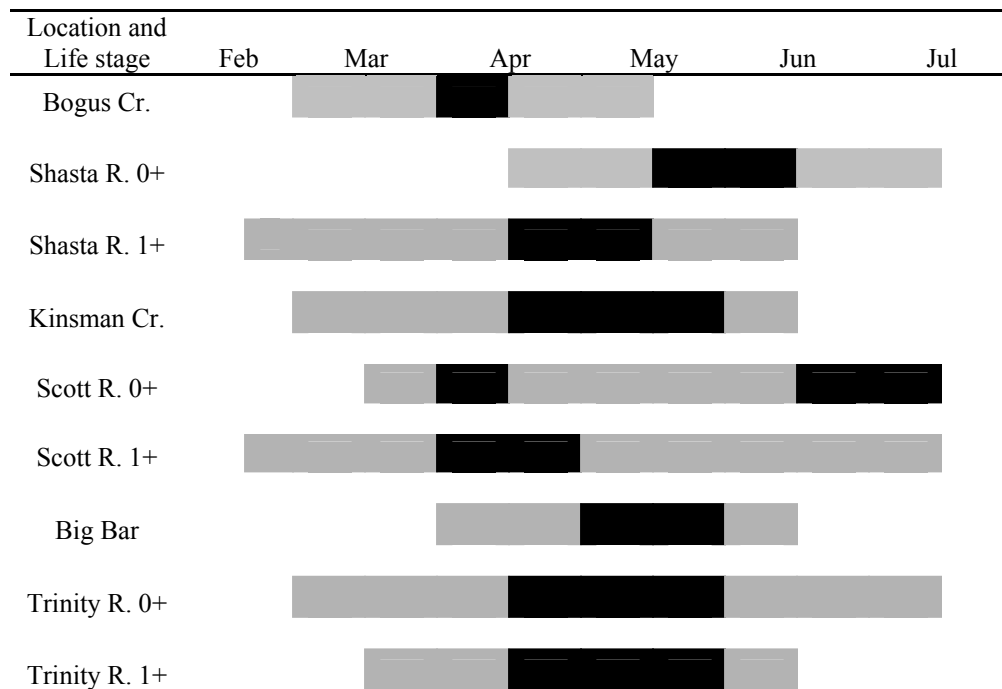 Location and
Life stage Feb Mar Apr May Jun Jul
Bogus Cr.
Shasta R. 0+
Shasta R. 1+
Kinsman Cr.
Scott R. 0+
Scott R. 1+
Big Bar
Trinity R. 0+
Trinity R. 1+